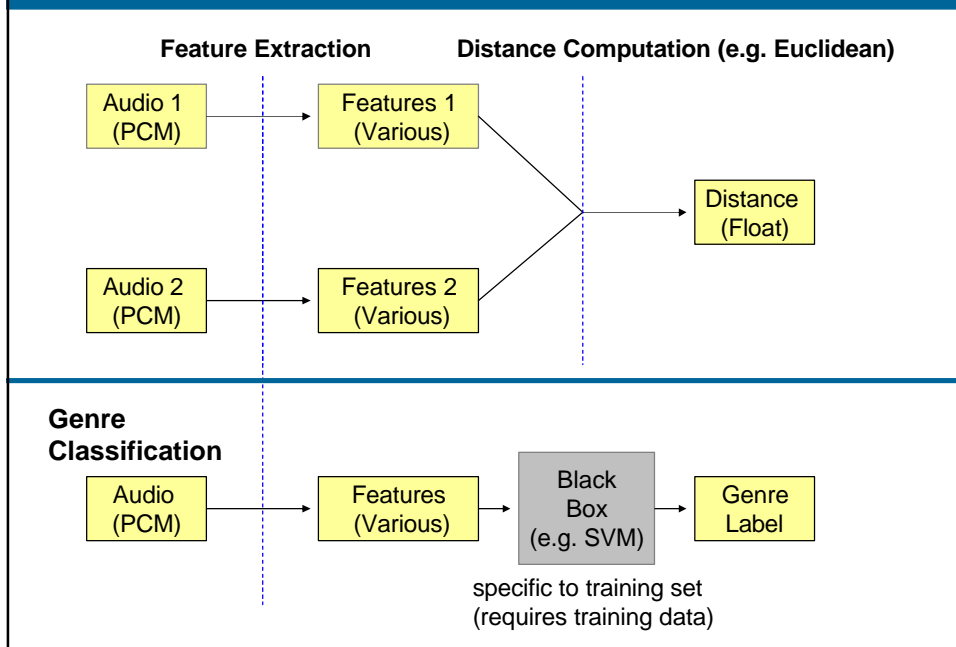 Feature Extraction
Distance Computation (e.g. Euclidean)
Audio 1
(PCM)
Features 1
(Various)
Distance
(Float)
Audio 2
(PCM)
Features 2
(Various)
Genre
Classification
Audio
(PCM)
Features
(Various)
Black
Box
(e.g. SVM)
Genre
Label
specific to training set
(requires training data)